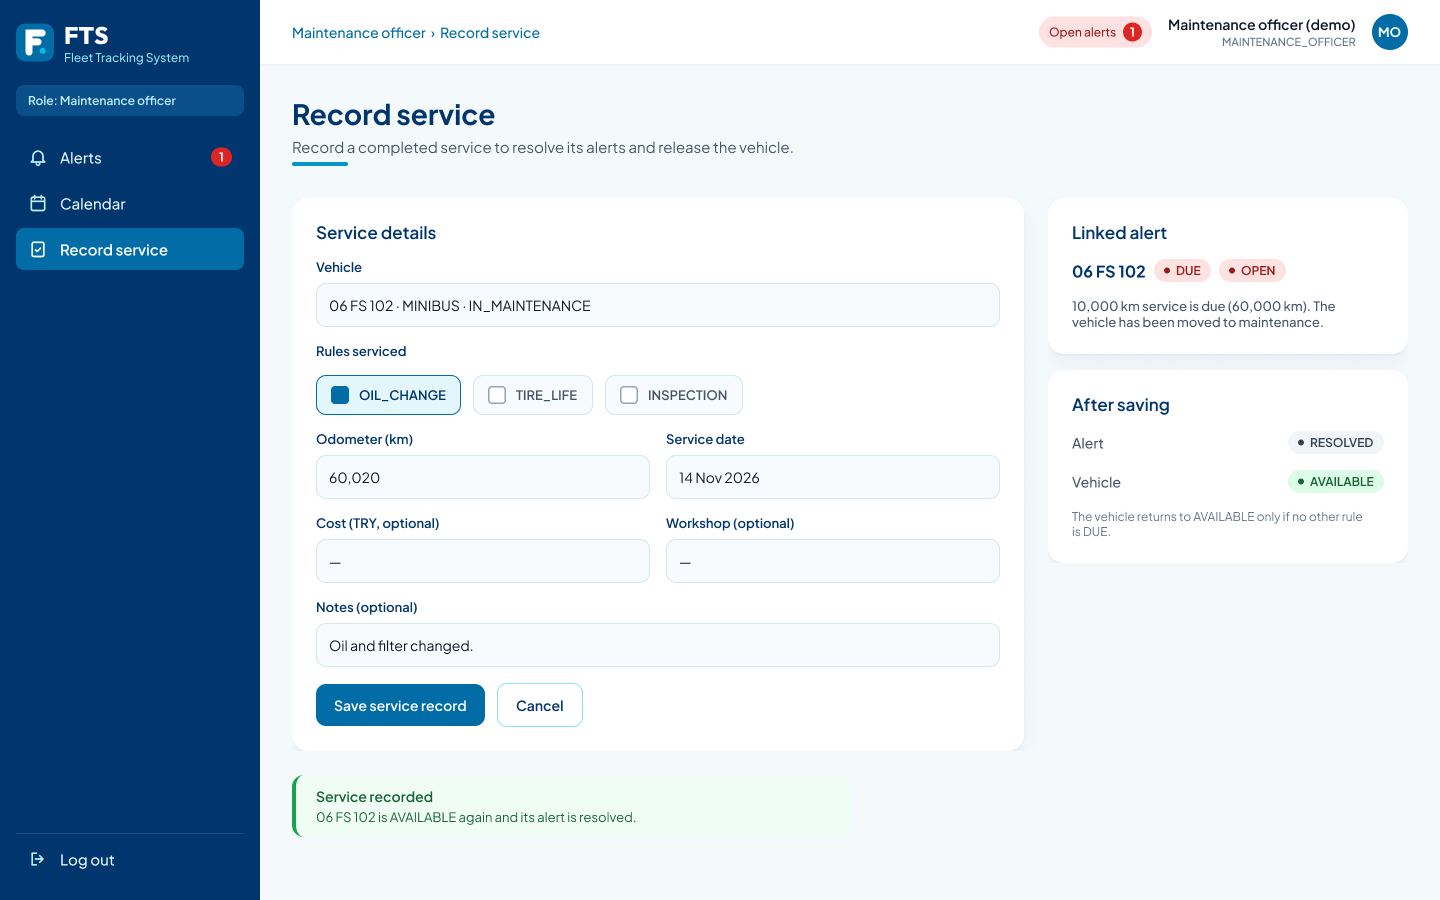 FTS
Fleet Tracking System
Role: Maintenance officer
Alerts 1
Calendar
Record service
Log out
Maintenance officer › Record service
Open alerts 1
Maintenance officer (demo)
MAINTENANCE_OFFICER
MO
Record service
Record a completed service to resolve its alerts and release the vehicle.
Service details
Vehicle
06 FS 102 · MINIBUS · IN_MAINTENANCE
Rules serviced
OIL_CHANGE TIRE_LIFE INSPECTION
Odometer (km) Service date
60,020 14 Nov 2026
Cost (TRY, optional) Workshop (optional)
— —
Notes (optional)
Oil and filter changed.
Save service record Cancel
Service recorded
06 FS 102 is AVAILABLE again and its alert is resolved.
Linked alert
06 FS 102 DUE OPEN
10,000 km service is due (60,000 km). The
vehicle has been moved to maintenance.
After saving
Alert RESOLVED
Vehicle AVAILABLE
The vehicle returns to AVAILABLE only if no other rule
is DUE.